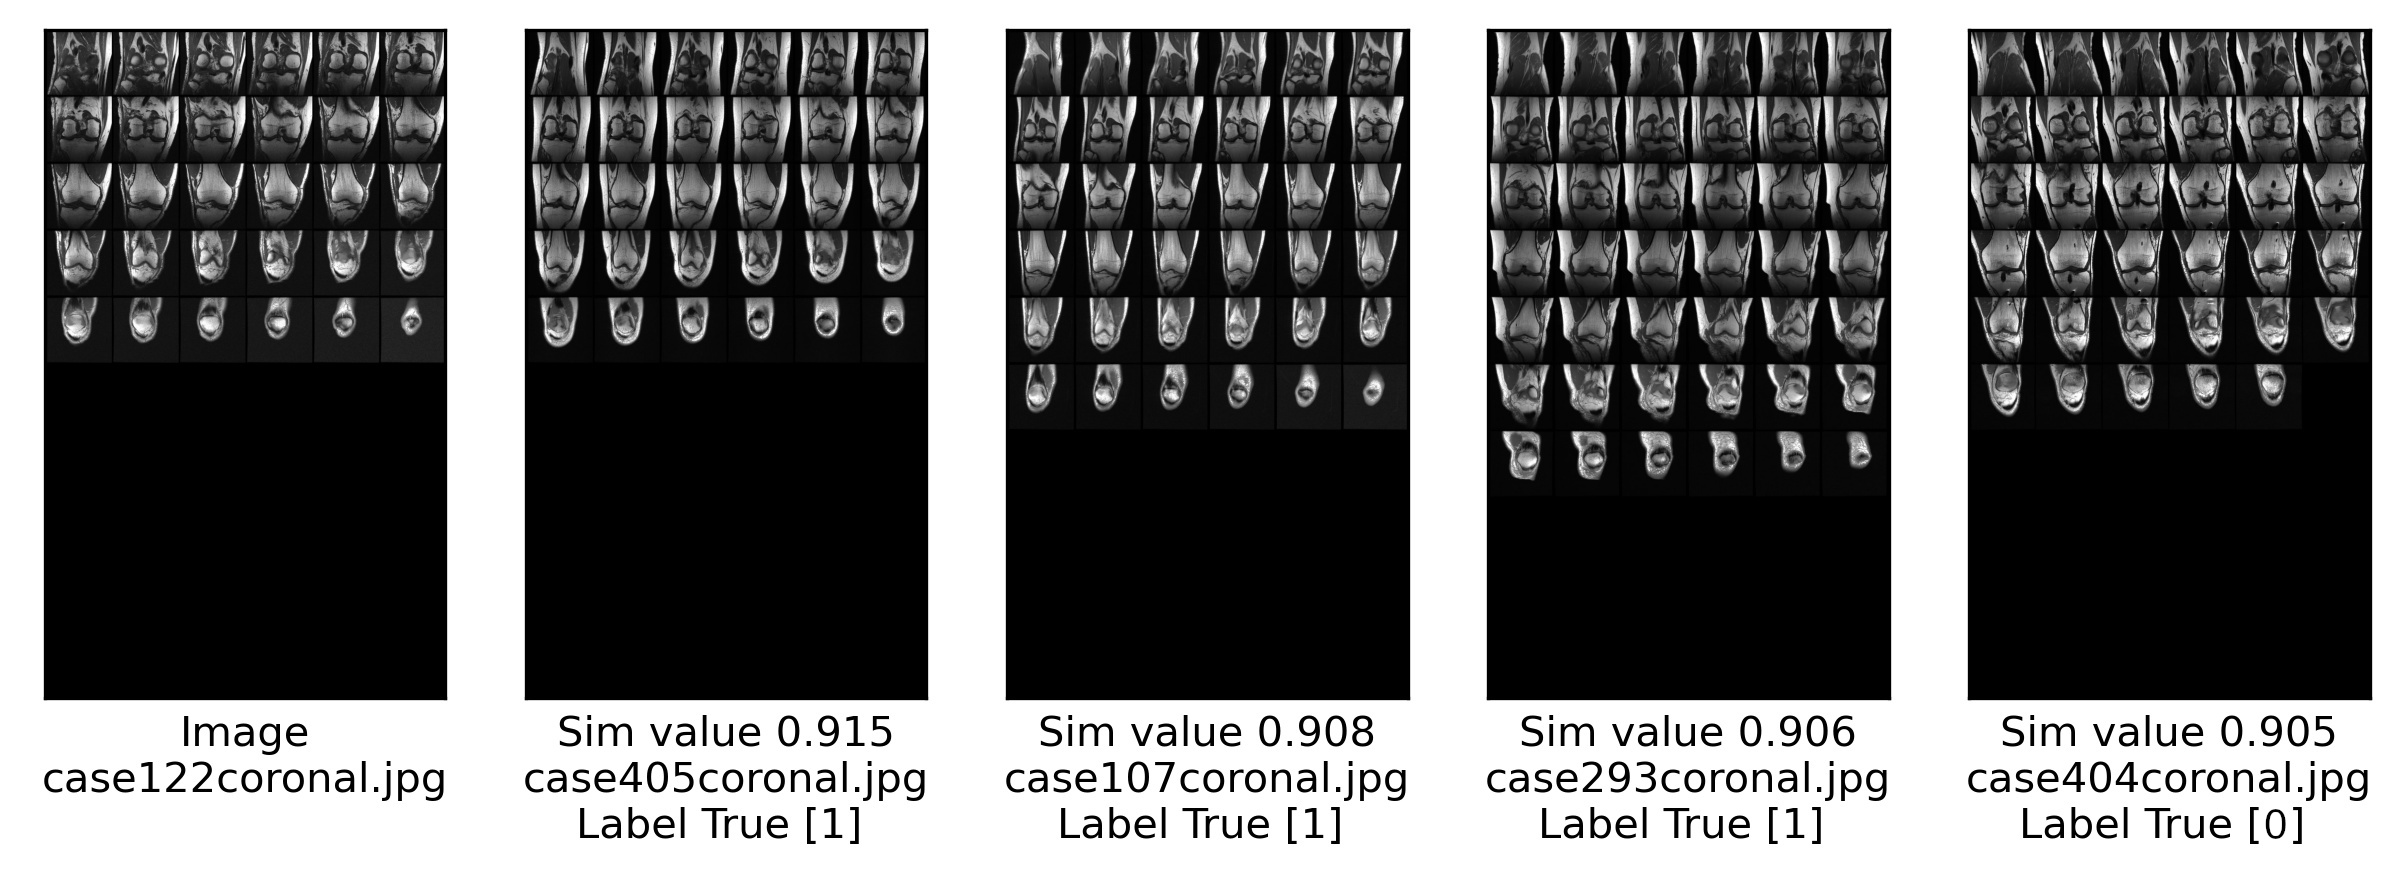 Image
case122coronal.jpg
Sim value 0.915
case405coronal.jpg
Label True [1]
Sim value 0.908
case107coronal.jpg
Label True [1]
Sim value 0.906
case293coronal.jpg
Label True [1]
Sim value 0.905
case404coronal.jpg
Label True [0]